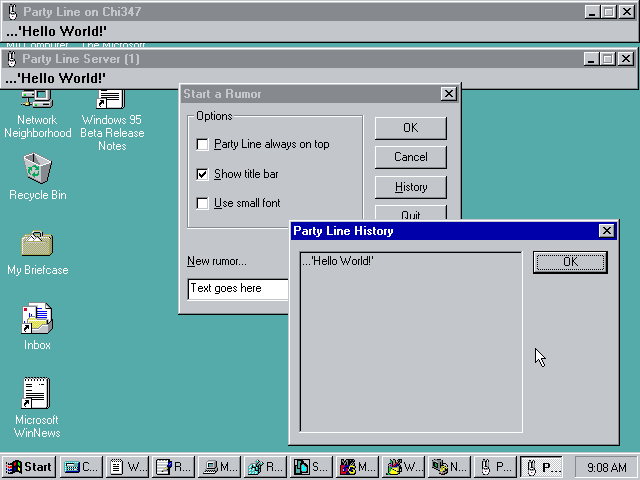 Party Line on Chi347
...'Hello World!'
My Computer The Microsoft
Party Line Server (1)
...'Hello World!'
Network
Neighborhood
Windows 95
Beta Release
Notes
Recycle Bin
My Briefcase
Inbox
Microsoft
WinNews
Start a Rumor
Options
Party Line always on top
Show title bar
Use small font
OK
Cancel
History
Quit
New rumor...
Text goes here
Party Line History
...'Hello World!'
OK
Start
C...
W...
R...
M...
R...
S...
M...
W...
N...
P...
P...
9:08 AM